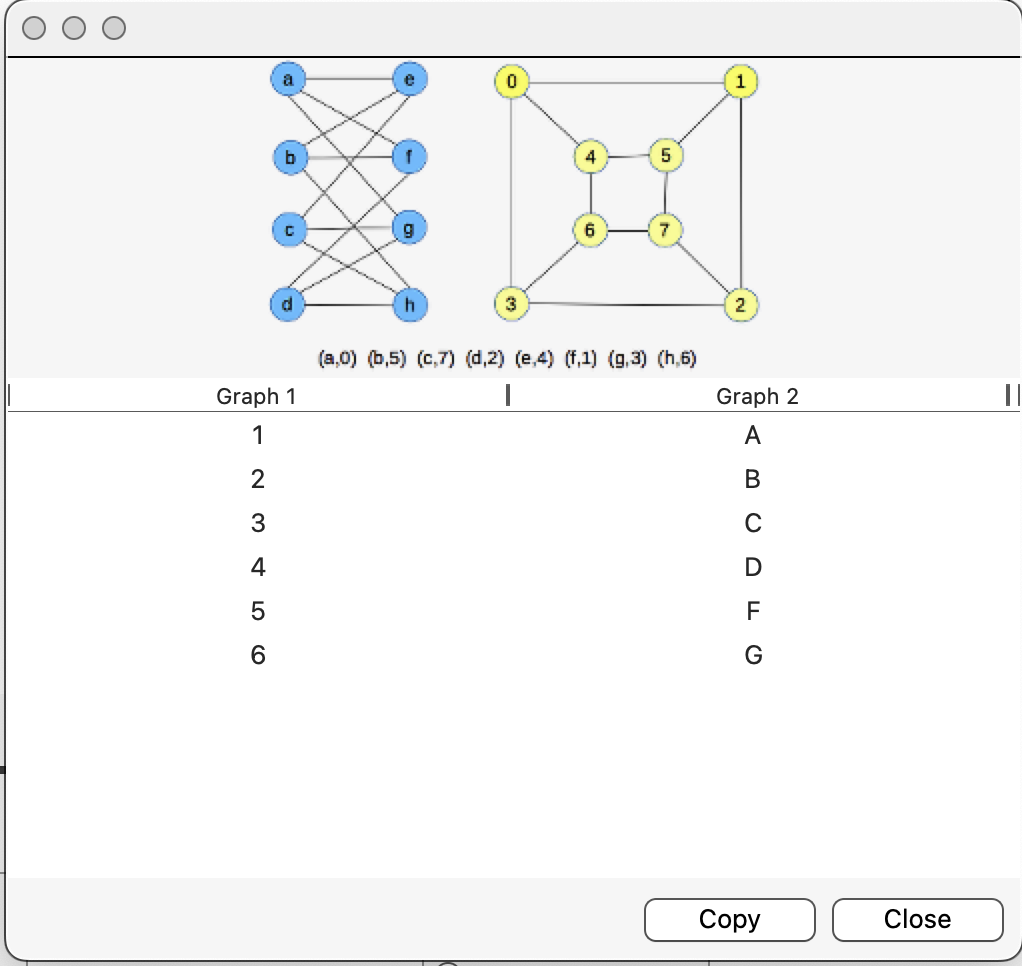 a e 0 1
b f 4 5
c g 6 7
d h 3 2
(a,0) (b,5) (c,7) (d,2) (e,4) (f,1) (g,3) (h,6)
Graph 1 Graph 2
1 A
2 B
3 C
4 D
5 F
6 G
Copy Close